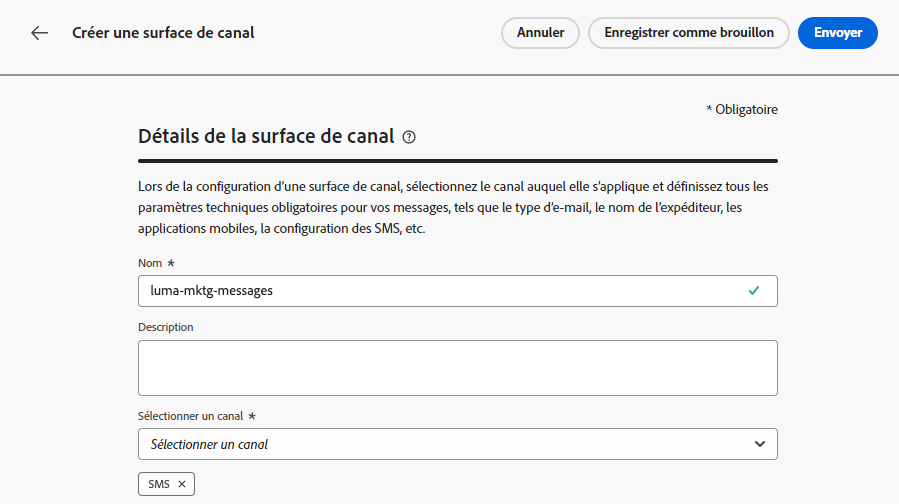 Créer une surface de canal
Annuler
Enregistrer comme brouillon
Envoyer
* Obligatoire
Détails de la surface de canal
Lors de la configuration d’une surface de canal, sélectionnez le canal auquel elle s’applique et définissez tous les
paramètres techniques obligatoires pour vos messages, tels que le type d’e-mail, le nom de l’expéditeur, les
applications mobiles, la configuration des SMS, etc.
Nom *
luma-mktg-messages
Description
Sélectionner un canal *
Sélectionner un canal
SMS